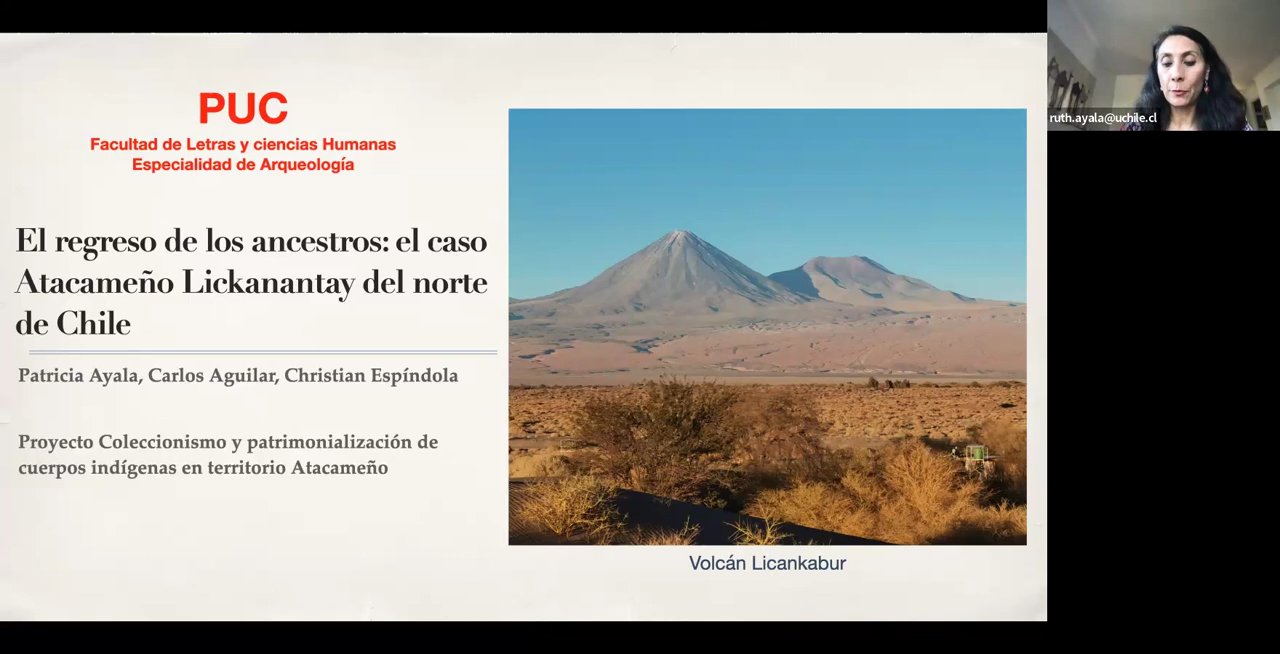 PUC
Facultad de Letras y ciencias Humanas
Especialidad de Arqueología
El regreso de los ancestros: el caso
Atacameño Lickanantay del norte
de Chile
Patricia Ayala, Carlos Aguilar, Christian Espíndola
Proyecto Coleccionismo y patrimonialización de
cuerpos indígenas en territorio Atacameño
Volcán Licankabur
ruth.ayala@uchile.cl